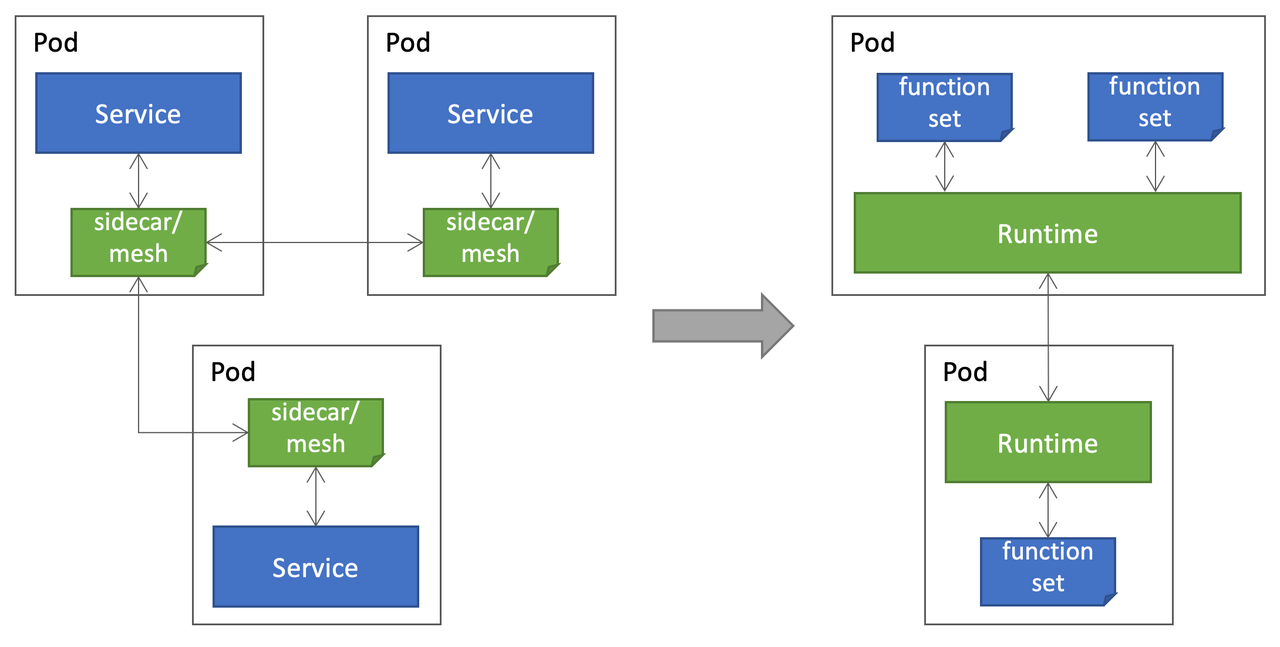 Pod
Service
sidecar/
mesh
Pod
Service
sidecar/
mesh
Pod
sidecar/
mesh
Service
Pod
function
set
function
set
Runtime
Pod
Runtime
function
set